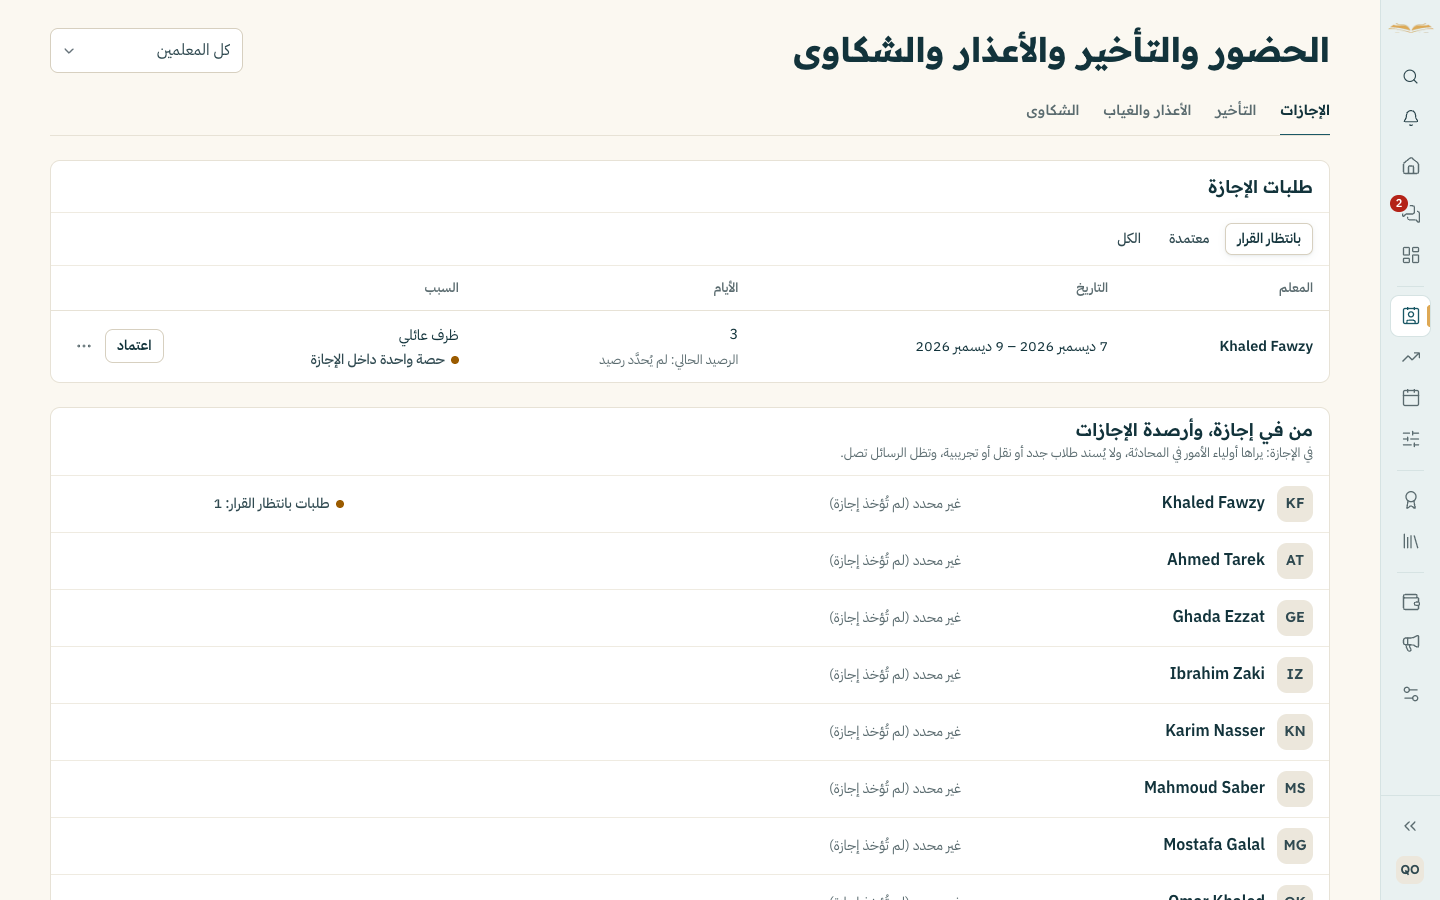 الحضور والتأخير والأعذار والشكاوى
كل المعلمين
الإجازات
التأخير
الأعذار والغياب
الشكاوى
طلبات الإجازة
بانتظار القرار
معتمدة
الكل
المعلم
التاريخ
الأيام
السبب
Khaled Fawzy
7 ديسمبر 2026 – 9 ديسمبر 2026
3
الرصيد الحالي: لم يُحدَّد رصيد
ظرف عائلي
حصة واحدة داخل الإجازة
اعتماد
من في إجازة، وأرصدة الإجازات
في الإجازة: يراها أولياء الأمور في المحادثة، ولا يُسند طلاب جدد أو نقل أو تجريبية، وتظل الرسائل تصل.
KF
Khaled Fawzy
غير محدد (لم تُؤخذ إجازة)
طلبات بانتظار القرار: 1
AT
Ahmed Tarek
غير محدد (لم تُؤخذ إجازة)
GE
Ghada Ezzat
غير محدد (لم تُؤخذ إجازة)
IZ
Ibrahim Zaki
غير محدد (لم تُؤخذ إجازة)
KN
Karim Nasser
غير محدد (لم تُؤخذ إجازة)
MS
Mahmoud Saber
غير محدد (لم تُؤخذ إجازة)
MG
Mostafa Galal
غير محدد (لم تُؤخذ إجازة)
2
QO